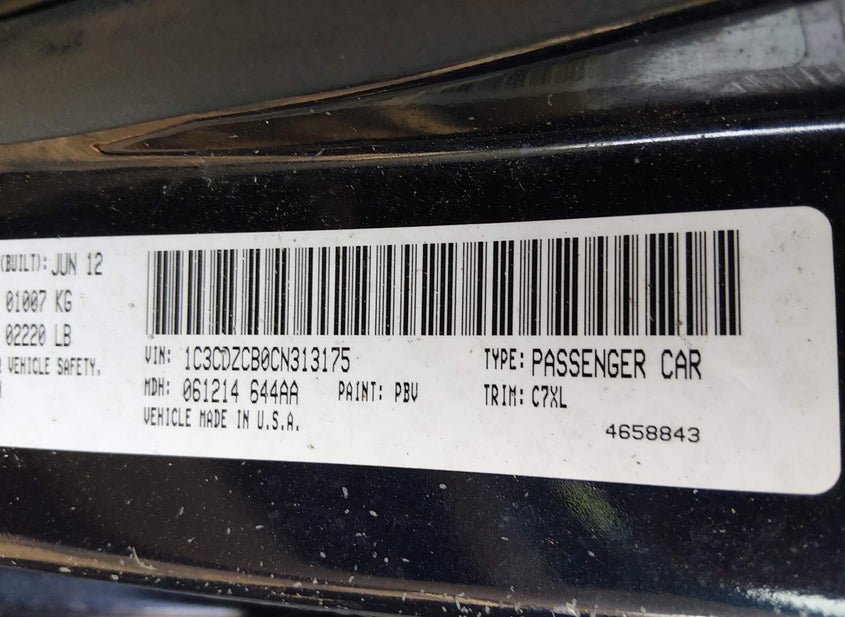 (BUILT): JUN 12
01007 KG
02220 LB
VEHICLE SAFETY,
VIN: 1C3CDZCB0CN313175 TYPE: PASSENGER CAR
MDH: 061214 644AA PAINT: PBV TRIM: C7XL
VEHICLE MADE IN U.S.A.
4658843